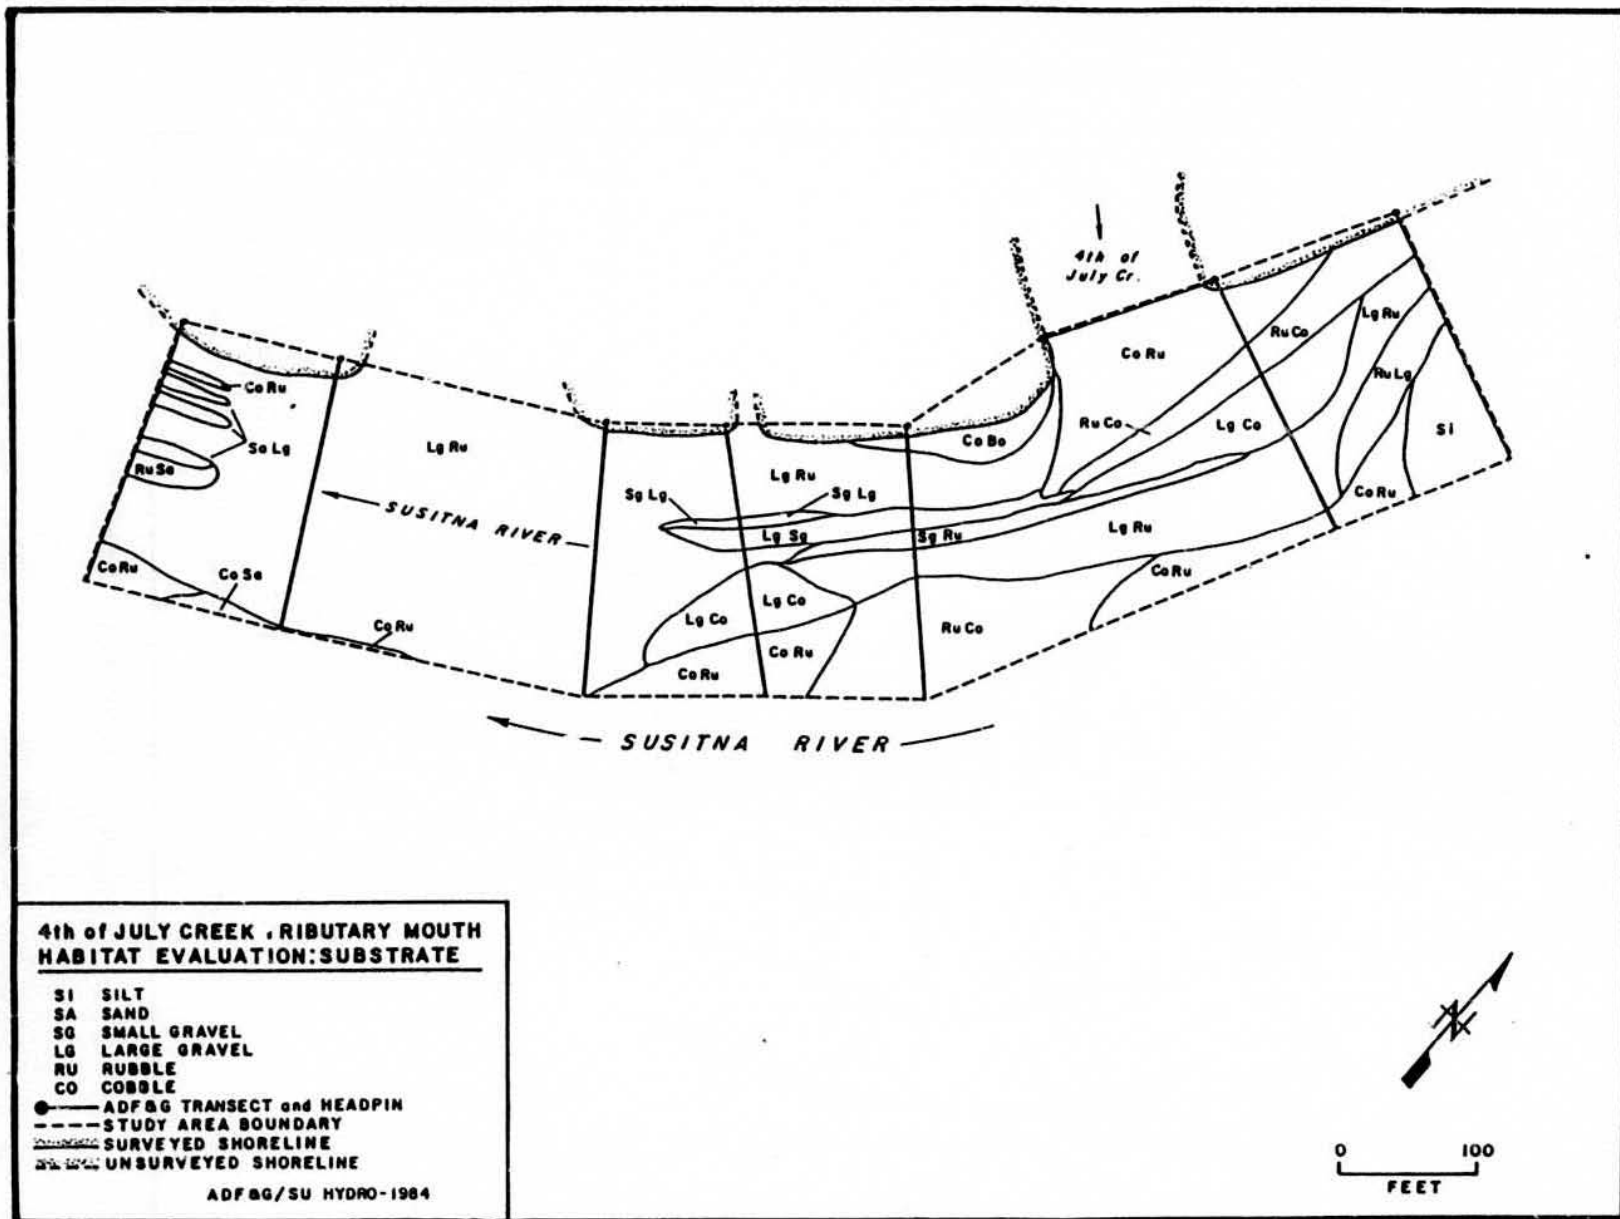 4th of
July Cr.
Co Ru
Ru Co
Lg Ru
Ru Lg
Si
Co Ru
Ru Co
Lg Co
Co Ru
Sa Lg
Ru Sa
Lg Ru
Co Bo
Lg Ru
Sg Lg
Sg Lg
Lg Sg
Sg Ru
Lg Ru
Co Ru
SUSITNA RIVER
Co Ru
Co Sa
Co Ru
Lg Co
Lg Co
Co Ru
Co Ru
Ru Co
Co Ru
SUSITNA RIVER
4th of JULY CREEK RIBUTARY MOUTH
HABITAT EVALUATION: SUBSTRATE
SI SILT
SA SAND
SG SMALL GRAVEL
LG LARGE GRAVEL
RU RUBBLE
CO COBBLE
ADF&G TRANSECT and HEADPIN
STUDY AREA BOUNDARY
SURVEYED SHORELINE
UNSURVEYED SHORELINE
ADF&G/SU HYDRO-1984
N
0 100
FEET